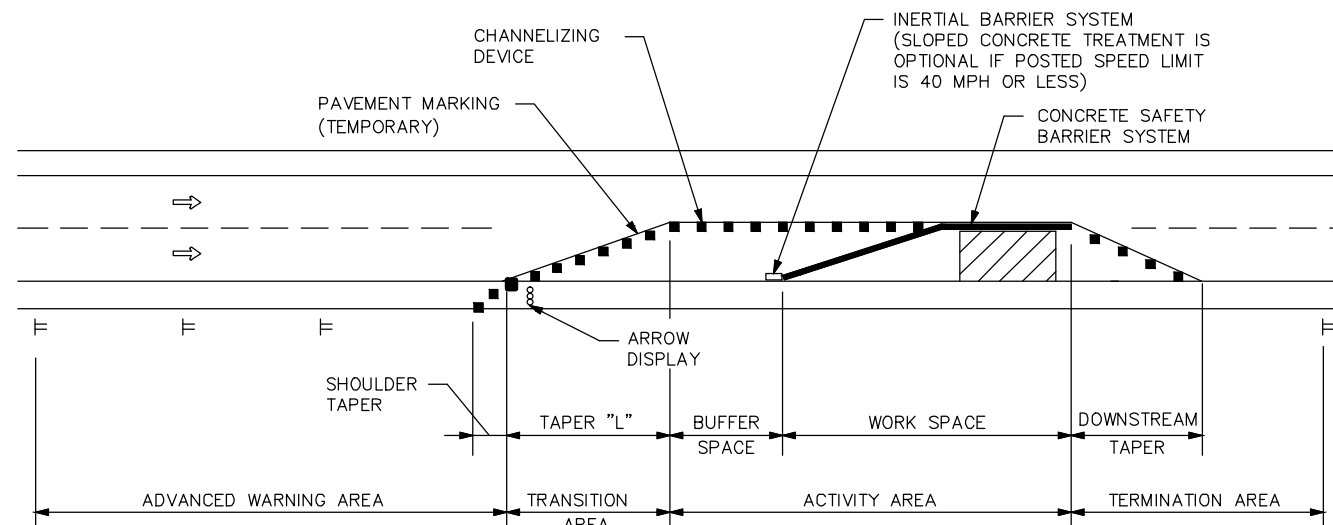 INERTIAL BARRIER SYSTEM
(SLOPED CONCRETE TREATMENT IS
OPTIONAL IF POSTED SPEED LIMIT
IS 40 MPH OR LESS)
CHANNELIZING
DEVICE
PAVEMENT MARKING
(TEMPORARY)
CONCRETE SAFETY
BARRIER SYSTEM
ARROW
DISPLAY
SHOULDER
TAPER
TAPER "L"
BUFFER
SPACE
WORK SPACE
DOWNSTREAM
TAPER
ADVANCED WARNING AREA
TRANSITION
AREA
ACTIVITY AREA
TERMINATION AREA